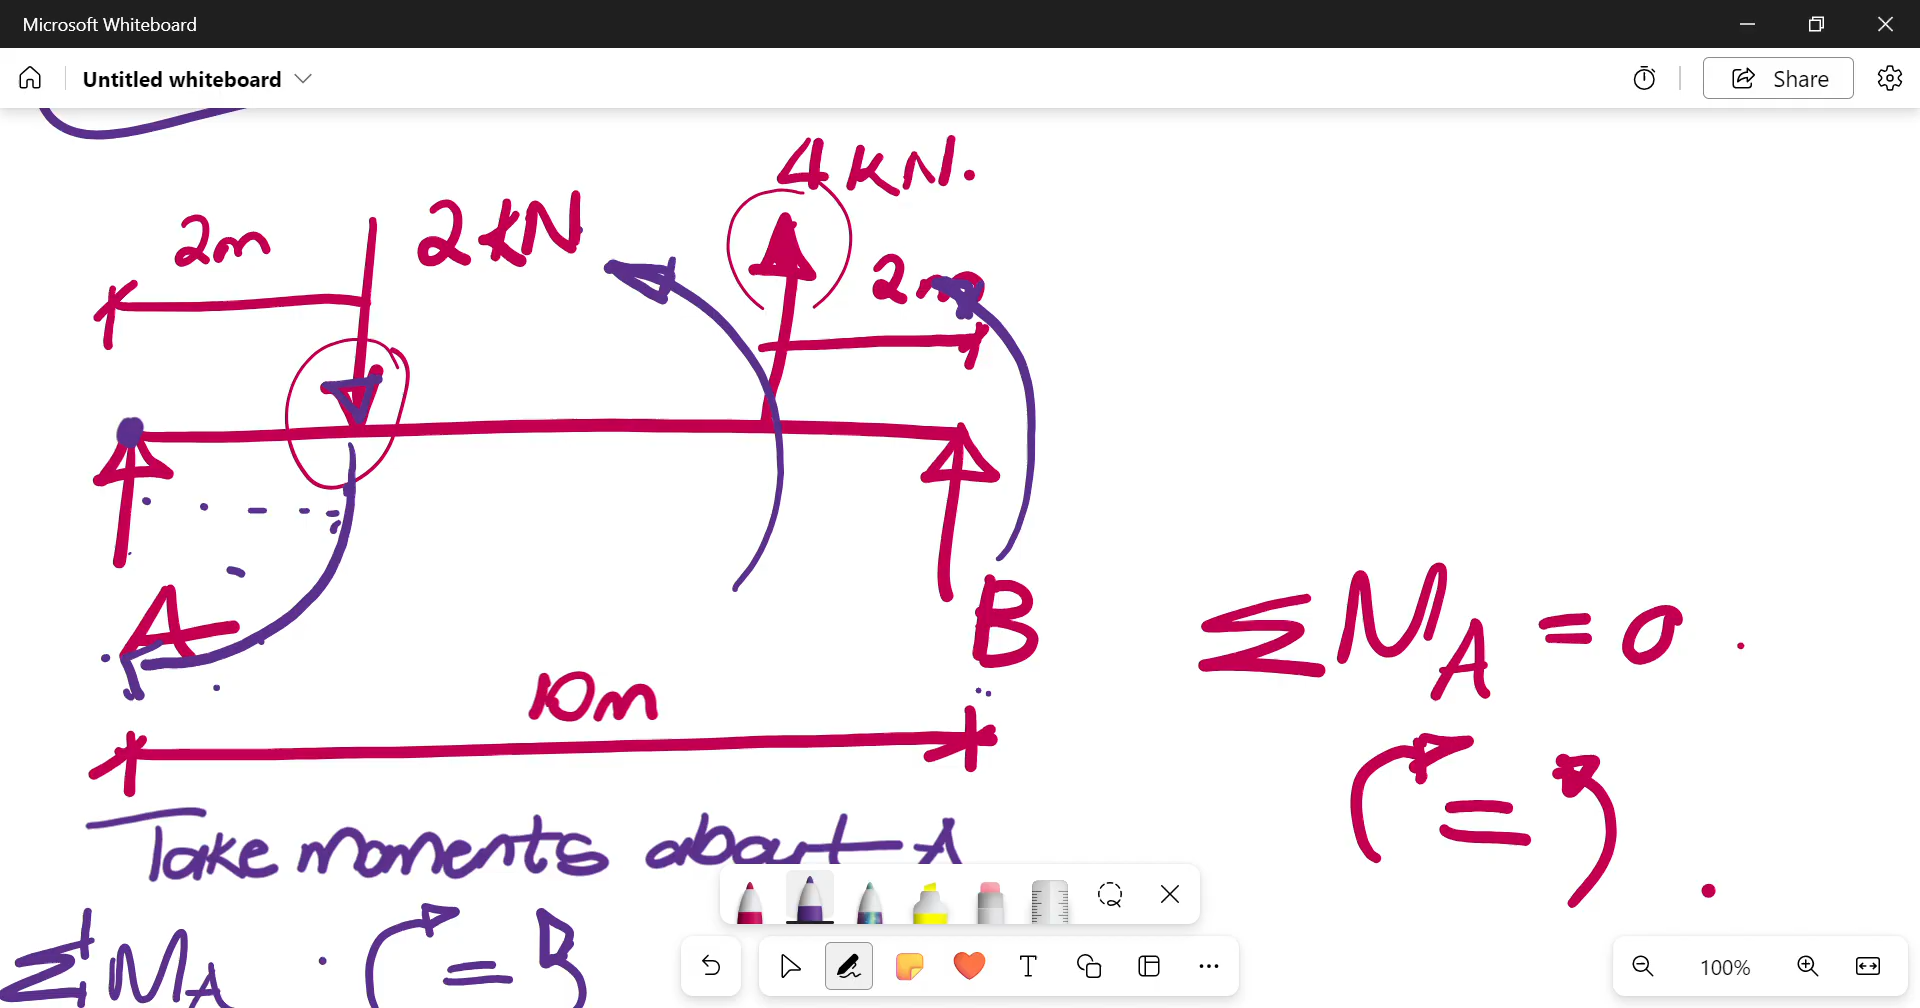 Microsoft Whiteboard
Untitled whiteboard
Share
4kN.
2m
2kN
2m
A
B
10m
ΣMA = 0
=
Take moments about A
ΣMA
=
100%